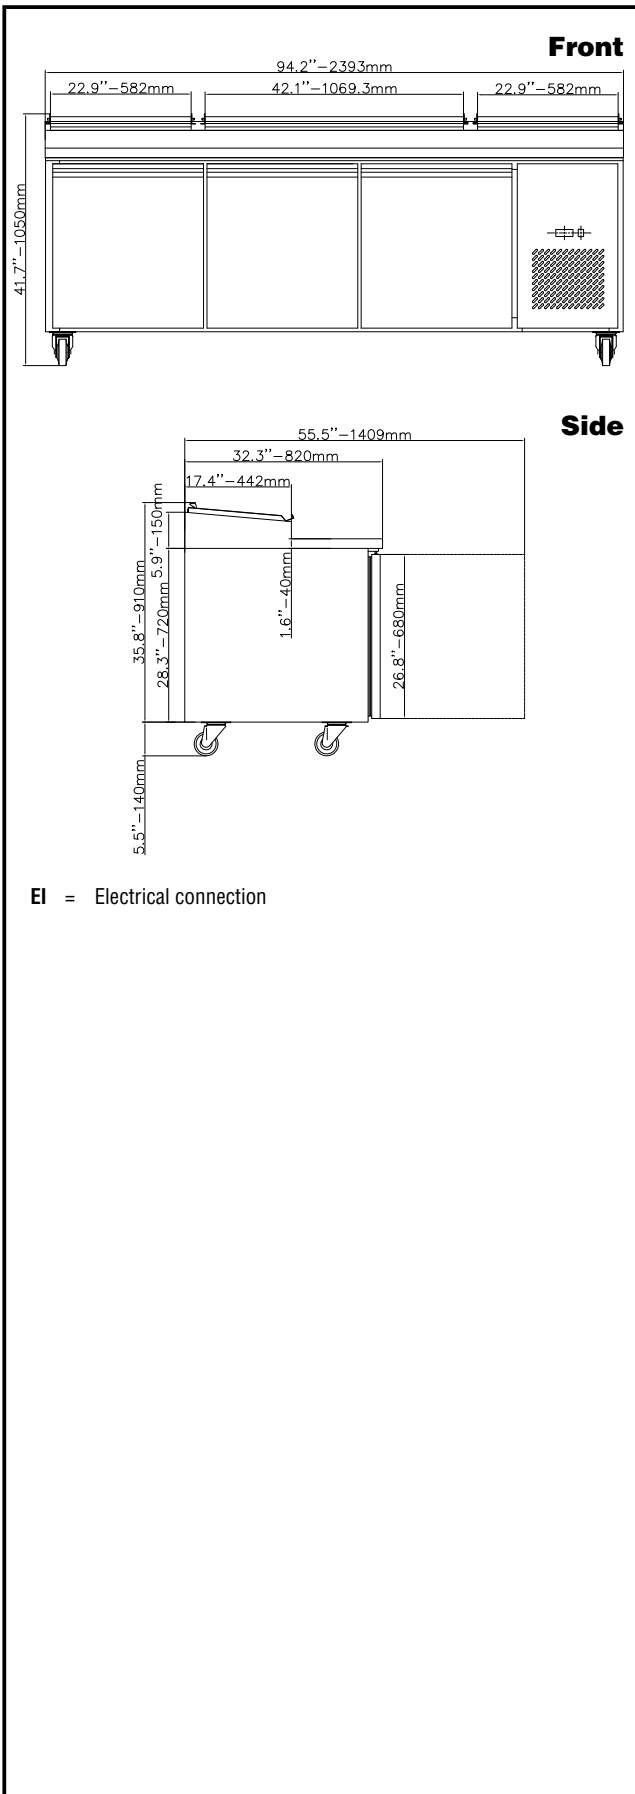 Front
94.2''-2393mm
22.9''-582mm
42.1''-1069.3mm
22.9''-582mm
41.7''-1050mm
Side
55.5''-1409mm
32.3''-820mm
17.4''-442mm
5.9''-150mm
35.8''-910mm
28.3''-720mm
1.6''-40mm
26.8''-680mm
5.5''-140mm
EI = Electrical connection